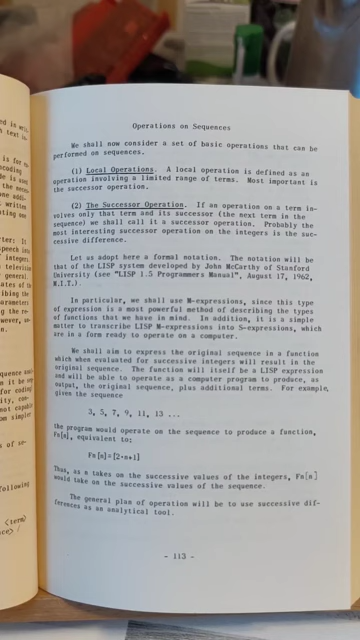 Operations on Sequences
We shall now consider a set of basic operations that can be
performed on sequences.
(1) Local Operations. A local operation is defined as an
operation involving a limited range of terms. Most important is
the successor operation.
(2) The Successor Operation. If an operation on a term in-
volves only that term and its successor (the next term in the
sequence) we shall call it a successor operation. Probably the
most interesting successor operation on the integers is the suc-
cessive difference.
Let us adopt here a formal notation. The notation will be
that of the LISP system developed by John McCarthy of Stanford
University (see "LISP 1.5 Programmers Manual", August 17, 1962,
M.I.T.).
In particular, we shall use M-expressions, since this type
of expression is a most powerful method of describing the types
of functions that we have in mind. In addition, it is a simple
matter to transcribe LISP M-expressions into S-expressions, which
are in a form ready to operate on a computer.
We shall aim to express the original sequence in a function
which when evaluated for successive integers will result in the
original sequence. The function will itself be a LISP expression
and will be able to operate as a computer program to produce, as
output, the original sequence, plus additional terms. For example,
given the sequence
3, 5, 7, 9, 11, 13 ...
the program would operate on the sequence to produce a function,
Fs[n], equivalent to:
Fn[n]=[2·n+1]
Thus, as n takes on the successive values of the integers, Fn[n]
would take on the successive values of the sequence.
The general plan of operation will be to use successive dif-
ferences as an analytical tool.
- 113 -